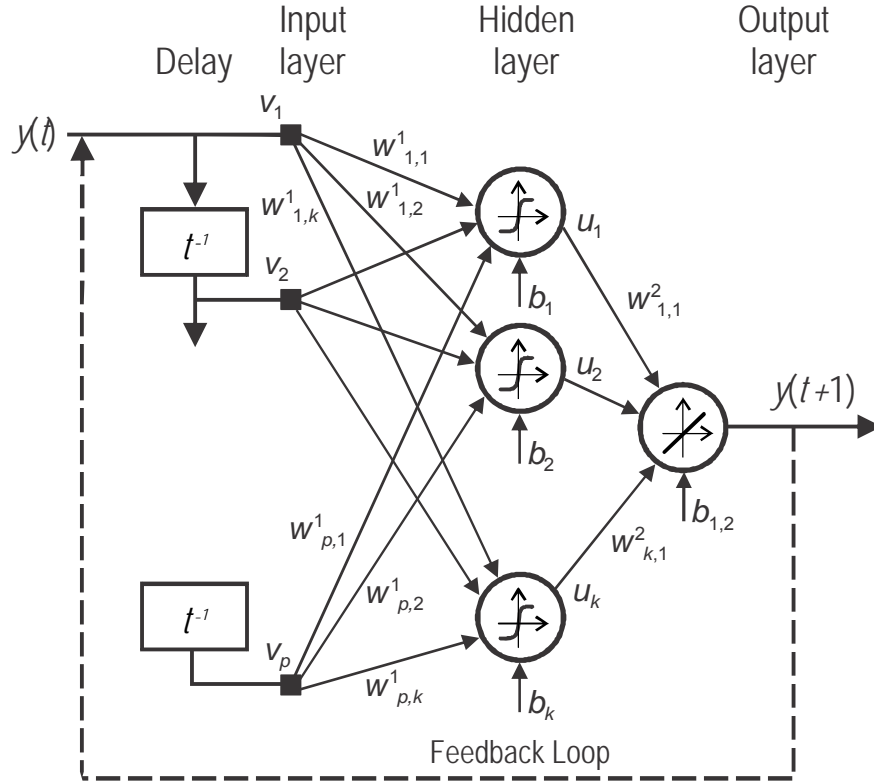 Delay
Input layer
Hidden layer
Output layer
y(t)
v₁
w¹₁,₁
w¹₁,₂
w¹₁,ₖ
t⁻¹
v₂
u₁
b₁
w²₁,₁
u₂
b₂
y(t+1)
b₁,₂
w¹ₚ,₁
w¹ₚ,₂
w²ₖ,₁
t⁻¹
vₚ
uₖ
w¹ₚ,ₖ
bₖ
Feedback Loop